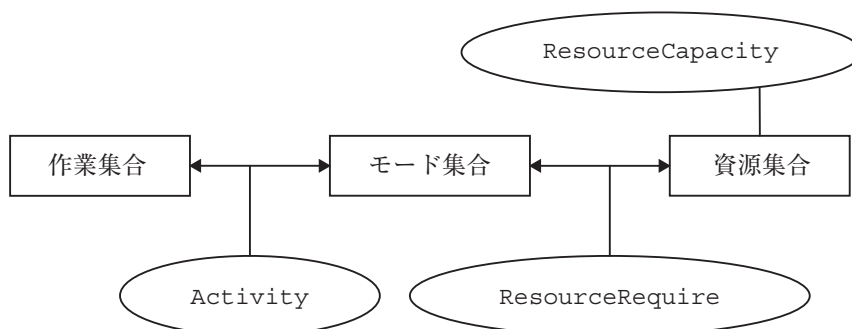 ResourceCapacity
作業集合
モード集合
資源集合
Activity
ResourceRequire